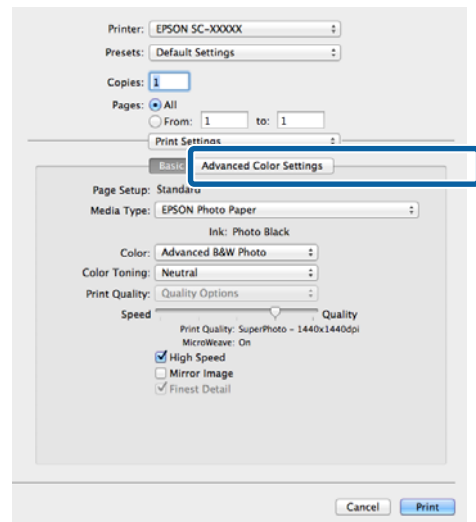 Printer: EPSON SC-XXXXX
Presets: Default Settings
Copies: 1
Pages: All
From: 1 to: 1
Print Settings
Basic Advanced Color Settings
Page Setup: Standard
Media Type: EPSON Photo Paper
Ink: Photo Black
Color: Advanced B&W Photo
Color Toning: Neutral
Print Quality: Quality Options
Speed Quality
Print Quality: SuperPhoto - 1440x1440dpi
MicroWeave: On
High Speed
Mirror Image
Finest Detail
Cancel Print